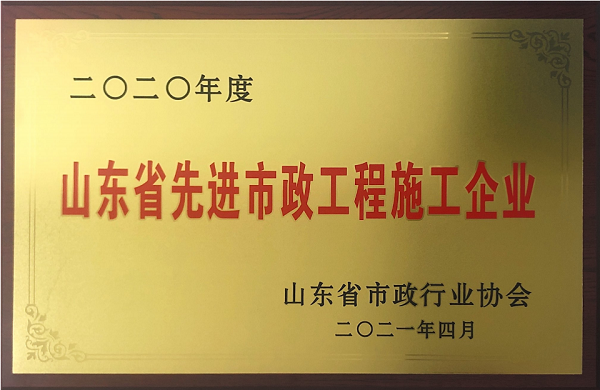 二〇二〇年度
山东省先进市政工程施工企业
山东省市政行业协会
二〇二一年四月